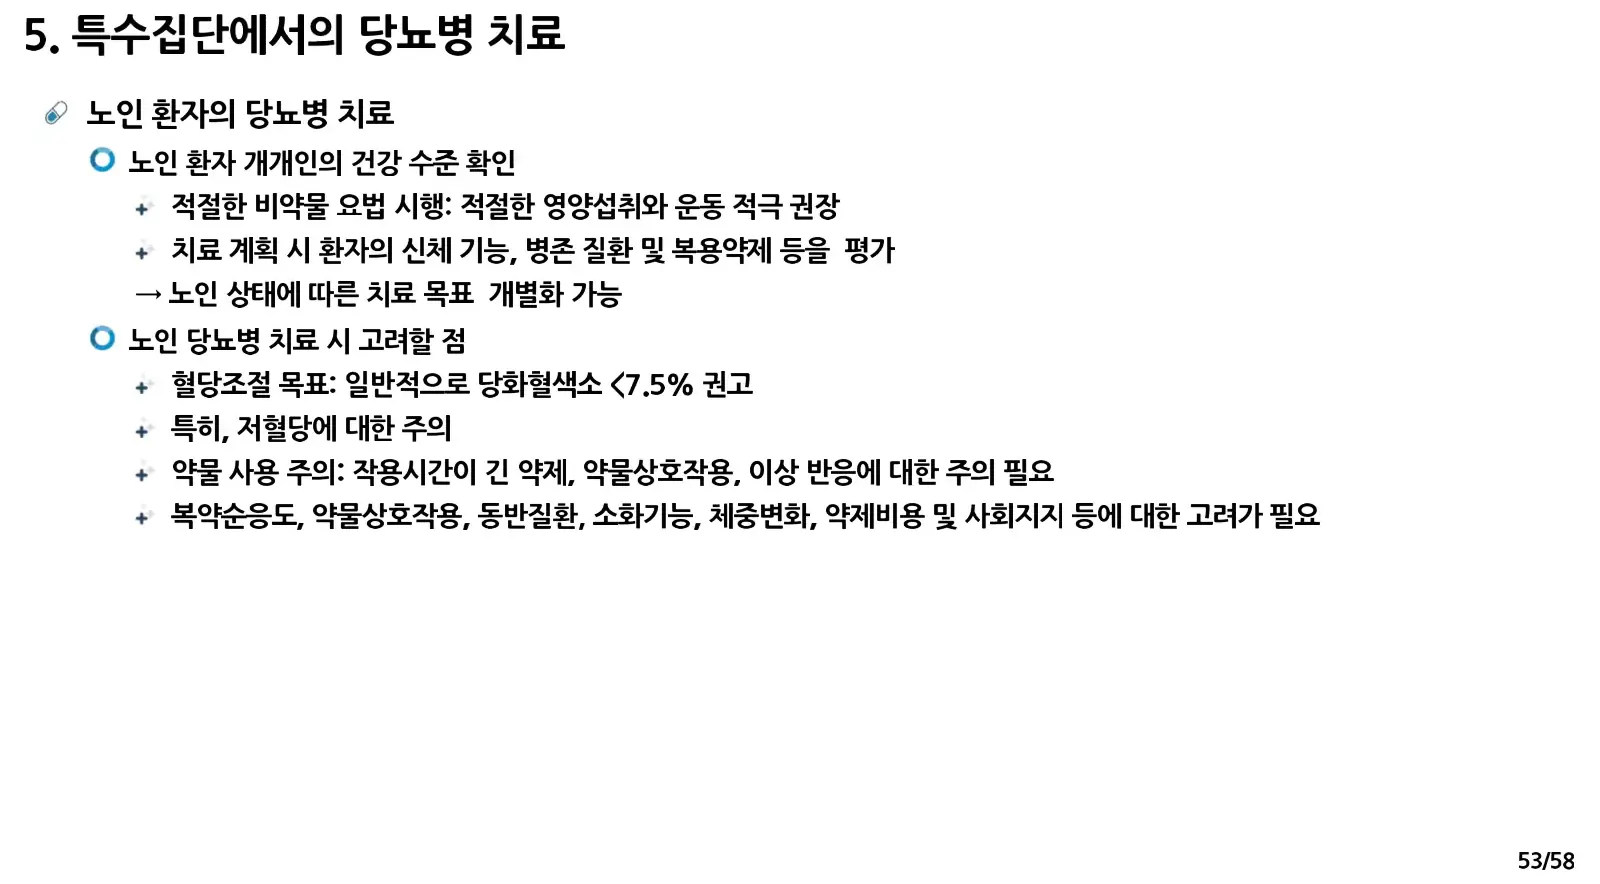 5. 특수집단에서의 당뇨병 치료
노인 환자의 당뇨병 치료
노인 환자 개개인의 건강 수준 확인
적절한 비약물 요법 시행: 적절한 영양섭취와 운동 적극 권장
치료 계획 시 환자의 신체 기능, 병존 질환 및 복용약제 등을 평가
→ 노인 상태에 따른 치료 목표 개별화 가능
노인 당뇨병 치료 시 고려할 점
혈당조절 목표: 일반적으로 당화혈색소 <7.5% 권고
특히, 저혈당에 대한 주의
약물 사용 주의: 작용시간이 긴 약제, 약물상호작용, 이상 반응에 대한 주의 필요
복약순응도, 약물상호작용, 동반질환, 소화기능, 체중변화, 약제비용 및 사회지지 등에 대한 고려가 필요
53/58